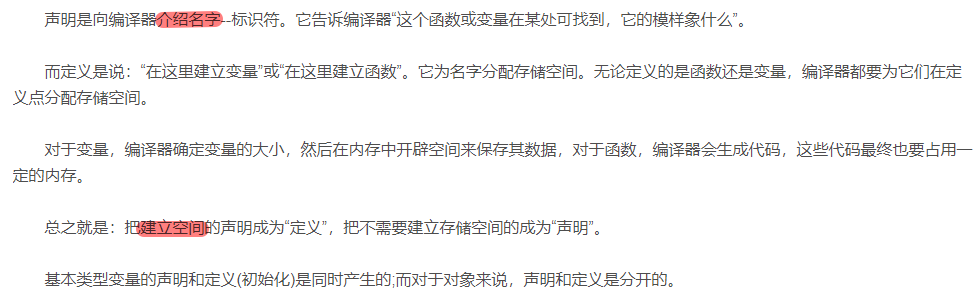 声明是向编译器介绍名字--标识符。它告诉编译器“这个函数或变量在某处可找到，它的模样象什么”。
而定义是说：“在这里建立变量”或“在这里建立函数”。它为名字分配存储空间。无论定义的是函数还是变量，编译器都要为它们在定
义点分配存储空间。
对于变量，编译器确定变量的大小，然后在内存中开辟空间来保存其数据，对于函数，编译器会生成代码，这些代码最终也要占用一
定的内存。
总之就是：把建立空间的声明成为“定义”，把不需要建立存储空间的成为“声明”。
基本类型变量的声明和定义(初始化)是同时产生的;而对于对象来说，声明和定义是分开的。